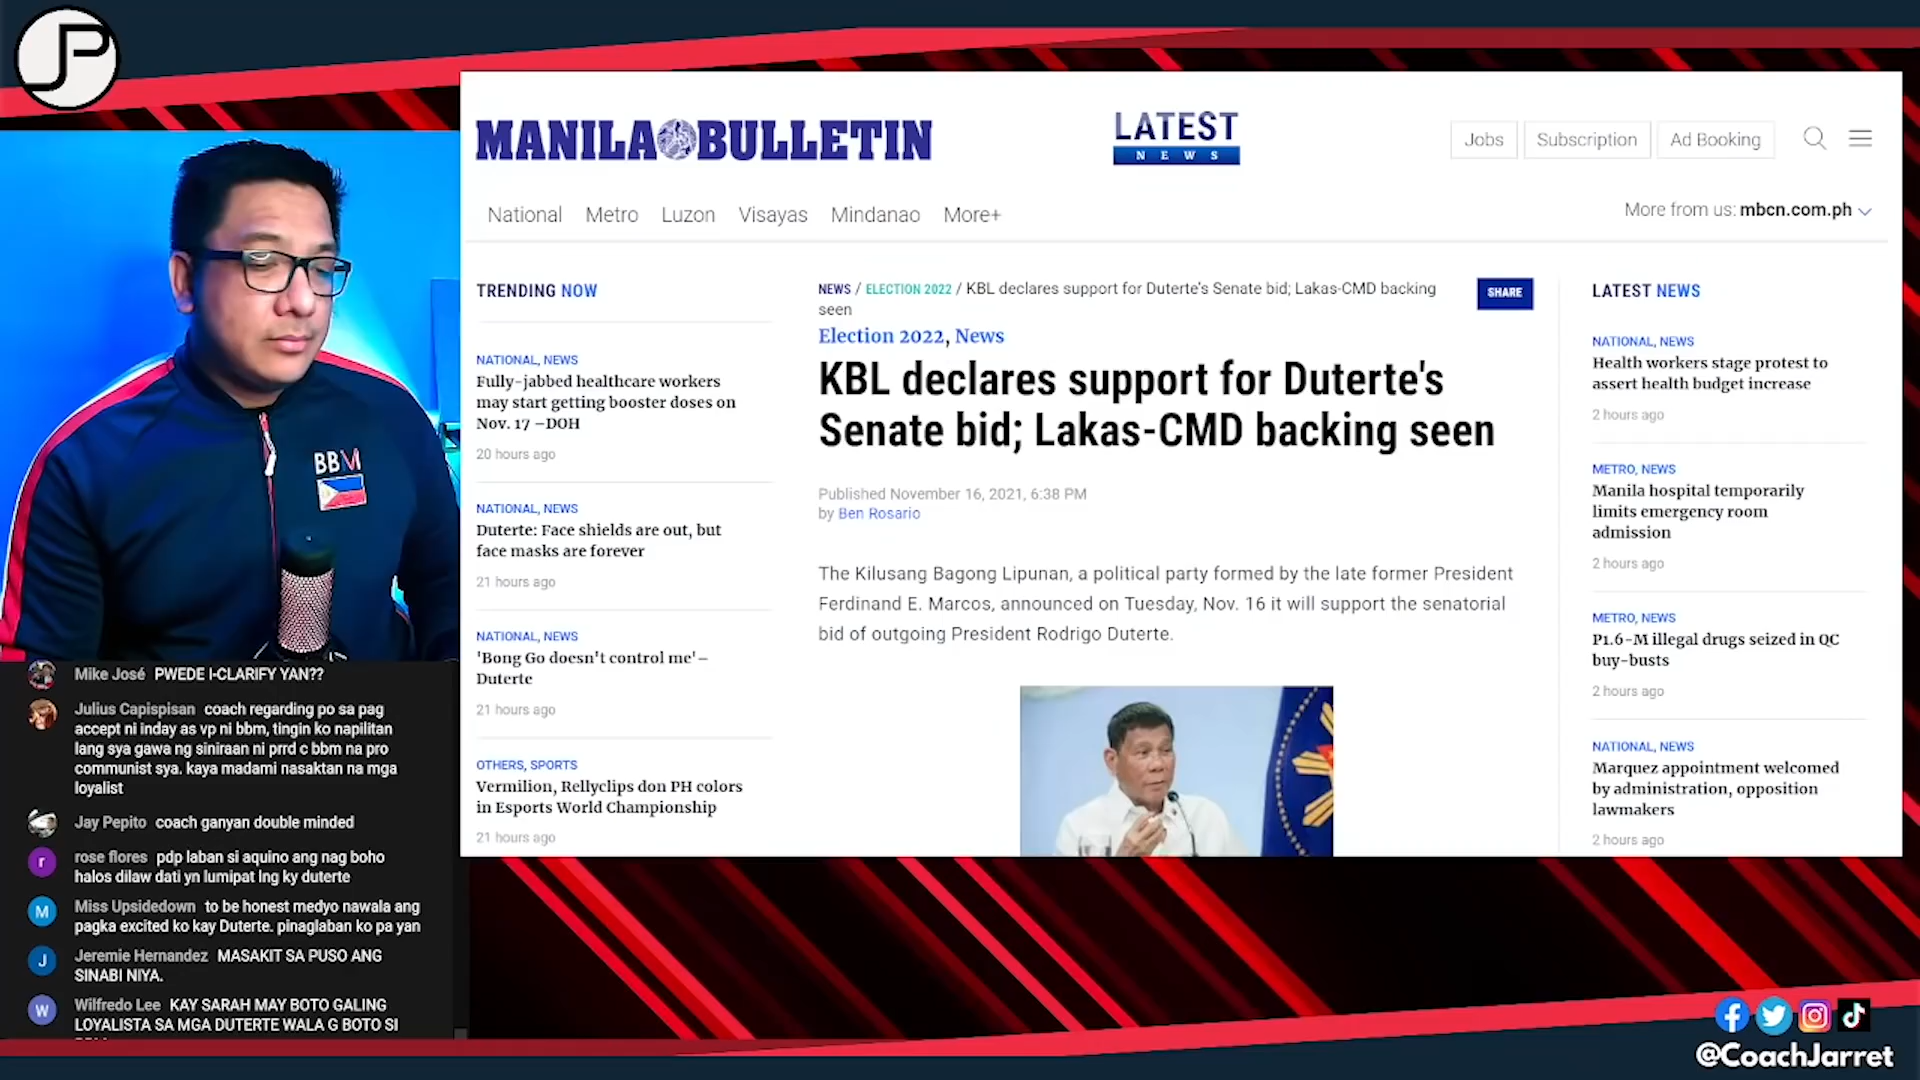 JP
MANILA BULLETIN
LATEST
NEWS
Jobs
Subscription
Ad Booking
National
Metro
Luzon
Visayas
Mindanao
More+
More from us: mbcn.com.ph
BBM
TRENDING NOW
NATIONAL, NEWS
Fully-jabbed healthcare workers
may start getting booster doses on
Nov. 17 –DOH
20 hours ago
NATIONAL, NEWS
Duterte: Face shields are out, but
face masks are forever
21 hours ago
NATIONAL, NEWS
'Bong Go doesn't control me'–
Duterte
21 hours ago
OTHERS, SPORTS
Vermilion, Rellyclips don PH colors
in Esports World Championship
21 hours ago
NEWS / ELECTION 2022 / KBL declares support for Duterte's Senate bid; Lakas-CMD backing
seen
SHARE
Election 2022, News
KBL declares support for Duterte's
Senate bid; Lakas-CMD backing seen
Published November 16, 2021, 6:38 PM
by Ben Rosario
The Kilusang Bagong Lipunan, a political party formed by the late former President
Ferdinand E. Marcos, announced on Tuesday, Nov. 16 it will support the senatorial
bid of outgoing President Rodrigo Duterte.
LATEST NEWS
NATIONAL, NEWS
Health workers stage protest to
assert health budget increase
2 hours ago
METRO, NEWS
Manila hospital temporarily
limits emergency room
admission
2 hours ago
METRO, NEWS
P1.6-M illegal drugs seized in QC
buy-busts
2 hours ago
NATIONAL, NEWS
Marquez appointment welcomed
by administration, opposition
lawmakers
2 hours ago
Mike José PWEDE I-CLARIFY YAN??
Julius Capispisan coach regarding po sa pag
accept ni inday as vp ni bbm, tingin ko napilitan
lang sya gawa ng siniraan ni prrd c bbm na pro
communist sya. kaya madami nasaktan na mga
loyalist
Jay Pepito coach ganyan double minded
r
rose flores pdp laban si aquino ang nag boho
halos dilaw dati yn lumipat lng ky duterte
M
Miss Upsidedown to be honest medyo nawala ang
pagka excited ko kay Duterte. pinaglaban ko pa yan
J
Jeremie Hernandez MASAKIT SA PUSO ANG
SINABI NIYA.
W
Wilfredo Lee KAY SARAH MAY BOTO GALING
LOYALISTA SA MGA DUTERTE WALA G BOTO SI
@CoachJarret